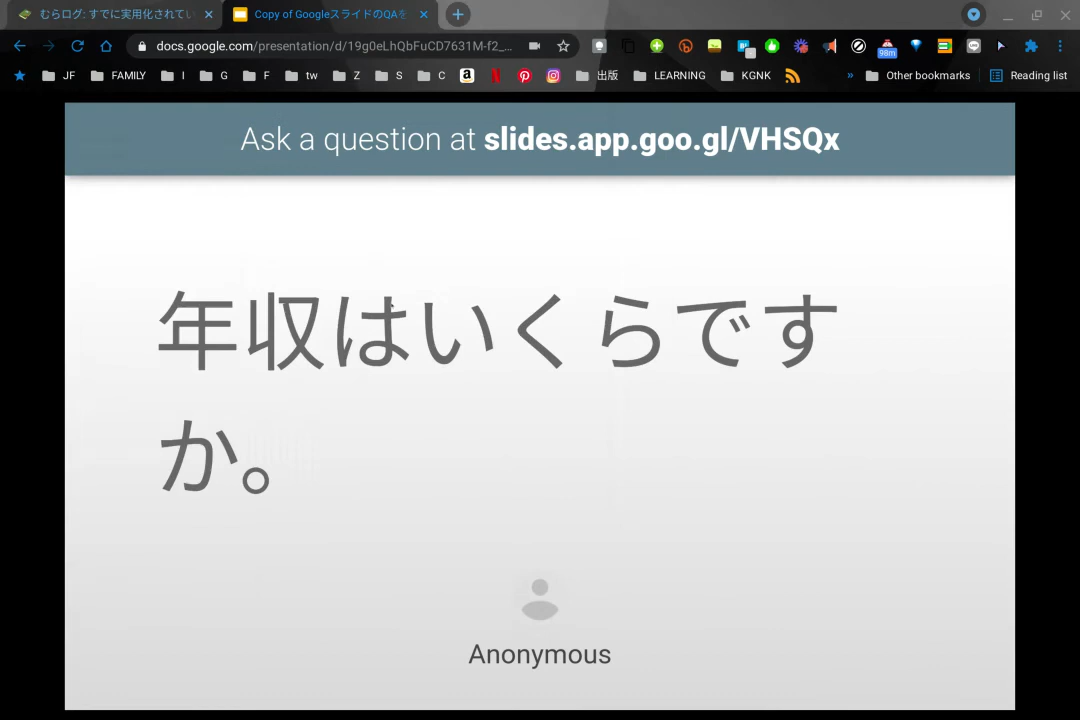 むらログ: すでに実用化されてい
Copy of GoogleスライドのQAを
docs.google.com/presentation/d/19g0eLhQbFuCD7631M-f2_...
98m
JF
FAMILY
I
G
F
tw
Z
S
C
a
出版
LEARNING
KGNK
»
Other bookmarks
Reading list
Ask a question at slides.app.goo.gl/VHSQx
年収はいくらです
か。
Anonymous